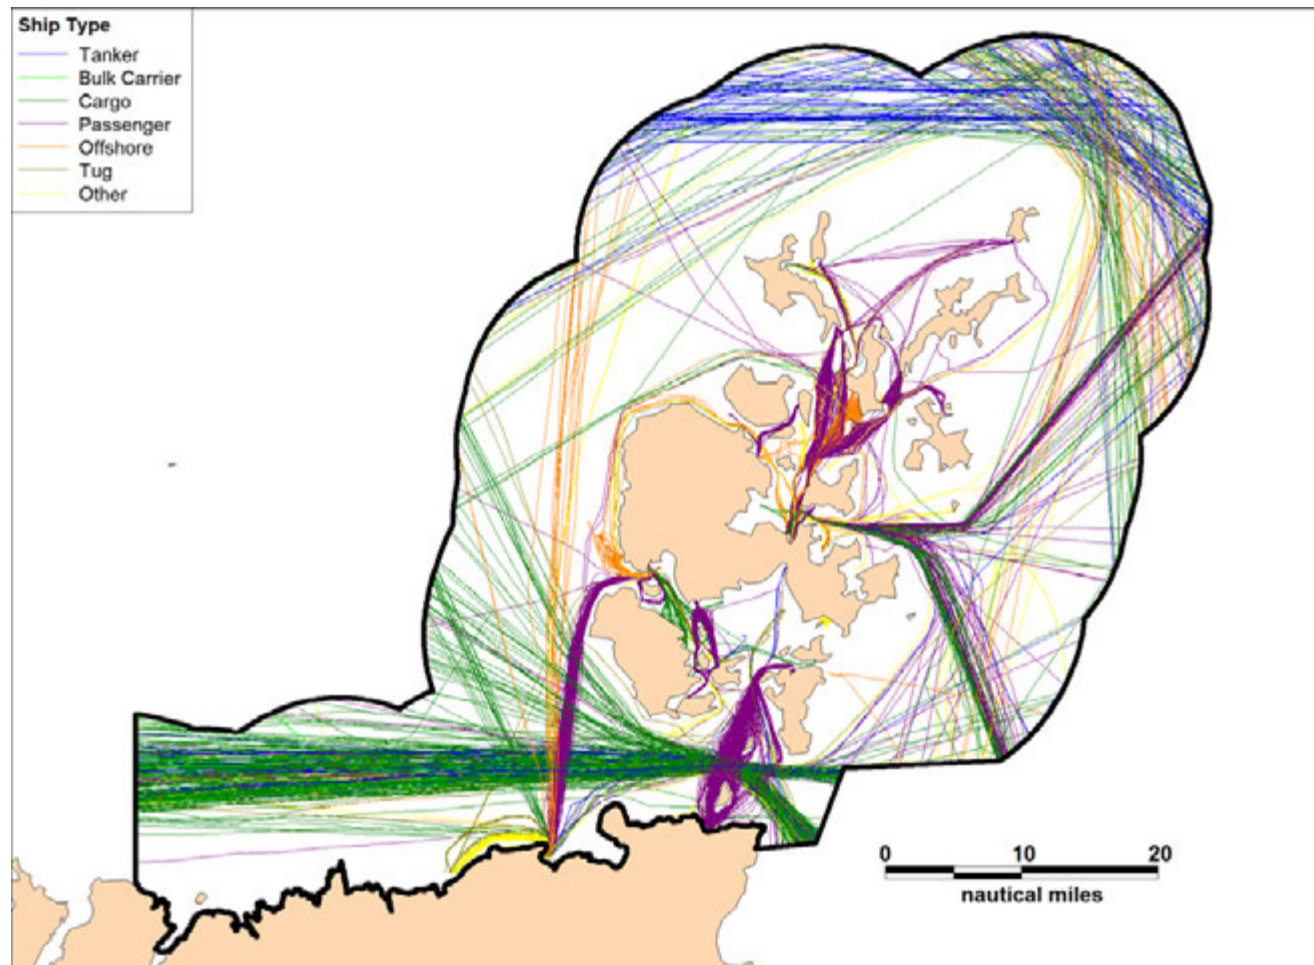 Ship Type
Tanker
Bulk Carrier
Cargo
Passenger
Offshore
Tug
Other
0 10 20
nautical miles